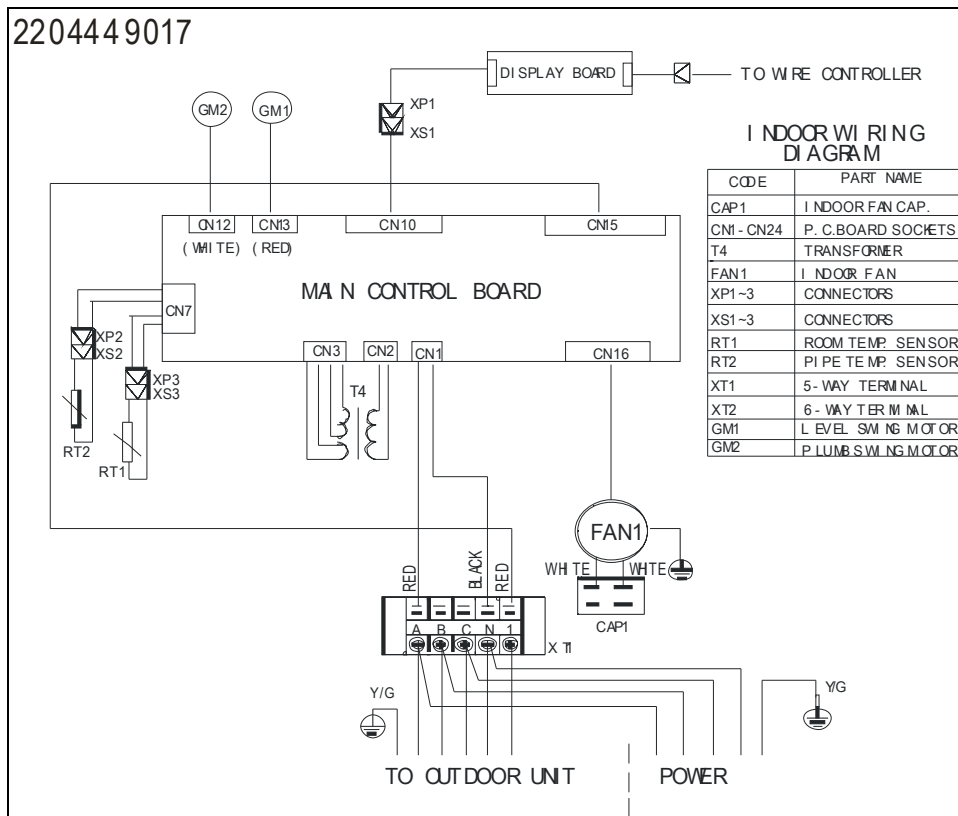 2204449017
DISPLAY BOARD
TO WIRE CONTROLLER
XP1
XS1
GM2
GM1
INDOOR WIRING
DIAGRAM
CODE PART NAME
CAP1 INDOOR FAN CAP.
CN1-CN24 P.C.BOARD SOCKETS
T4 TRANSFORMER
FAN1 INDOOR FAN
XP1~3 CONNECTORS
XS1~3 CONNECTORS
RT1 ROOM TEMP. SENSOR
RT2 PIPE TEMP. SENSOR
XT1 5-WAY TERMINAL
XT2 6-WAY TERMINAL
GM1 LEVEL SWING MOTOR
GM2 PLUMB SWING MOTOR
CN12 CN13 CN10 CN15
(WHITE) (RED)
MAIN CONTROL BOARD
CN7
CN3 CN2 CN1 CN16
XP2
XS2
XP3
XS3
T4
RT2
RT1
FAN1
WHITE WHITE
CAP1
RED
BLACK
RED
A B C N 1
XT1
Y/G
Y/G
TO OUTDOOR UNIT
POWER